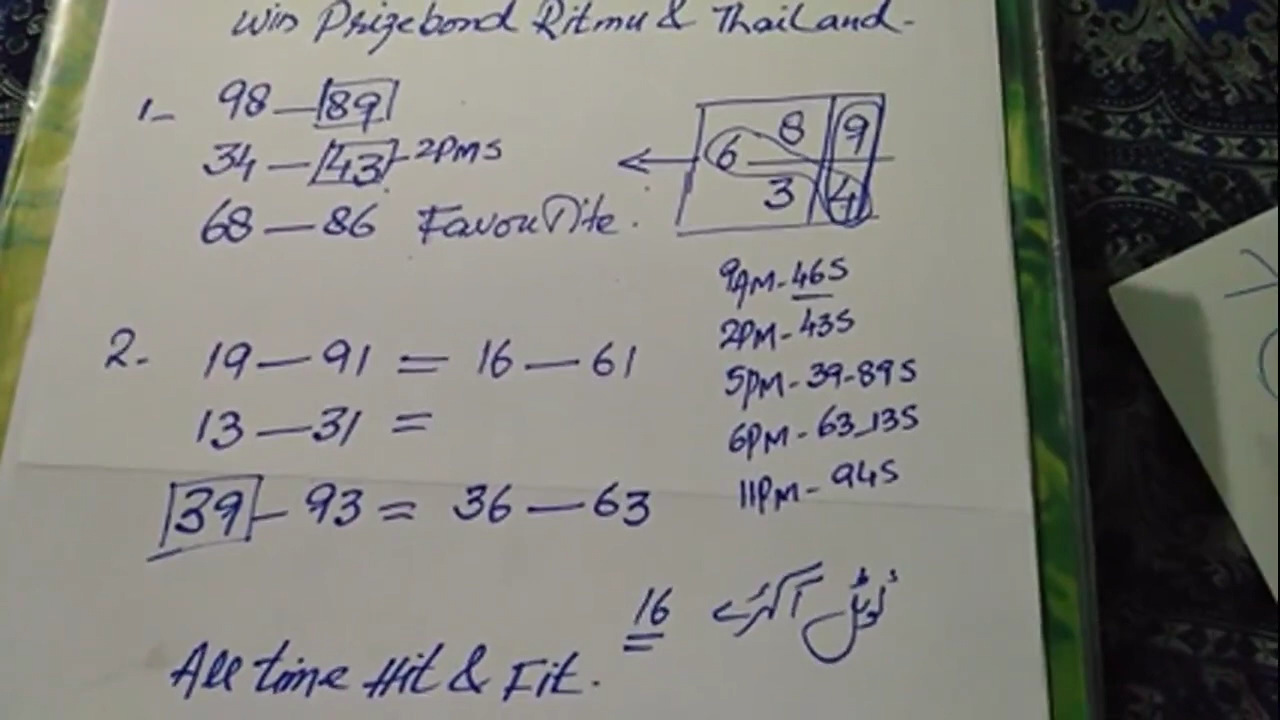 Win Prizebond Ritmu & Thailand-
1- 98-89
34-43-2PMS
68-86 Favourite.
8 9
6
3 4
9AM-46S
2PM-43S
5PM-39-89S
6PM-63-13S
11PM-94S
2- 19-91=16-61
13-31=
39-93=36-63
16
All time Hit & Fit.